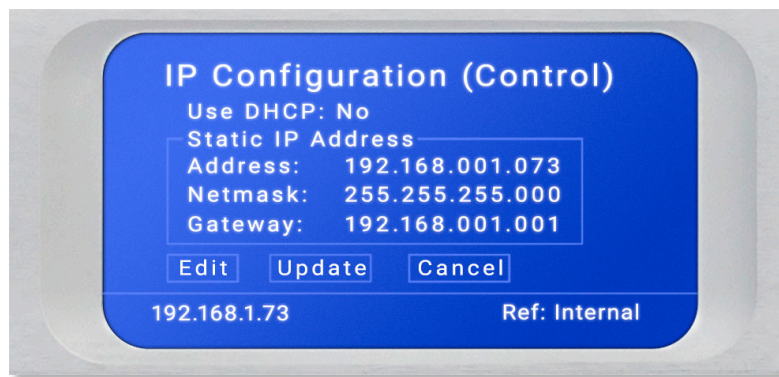 IP Configuration (Control)
Use DHCP: No
Static IP Address
Address: 192.168.001.073
Netmask: 255.255.255.000
Gateway: 192.168.001.001
Edit Update Cancel
192.168.1.73 Ref: Internal